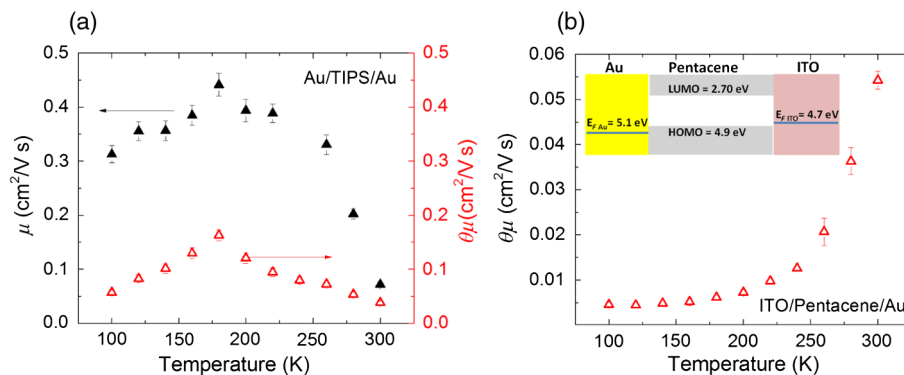 (a)
Au/TIPS/Au
μ (cm²/V s)
0.5
0.4
0.3
0.2
0.1
0.0
100 150 200 250 300
Temperature (K)
0.5
0.4
0.3
0.2
0.1
0.0
θμ(cm²/V s)
(b)
θμ (cm²/V s)
0.06
0.05
0.04
0.03
0.02
0.01
Au Pentacene ITO
LUMO = 2.70 eV
E_F Au = 5.1 eV
E_F ITO = 4.7 eV
HOMO = 4.9 eV
ITO/Pentacene/Au
100 150 200 250 300
Temperature (K)